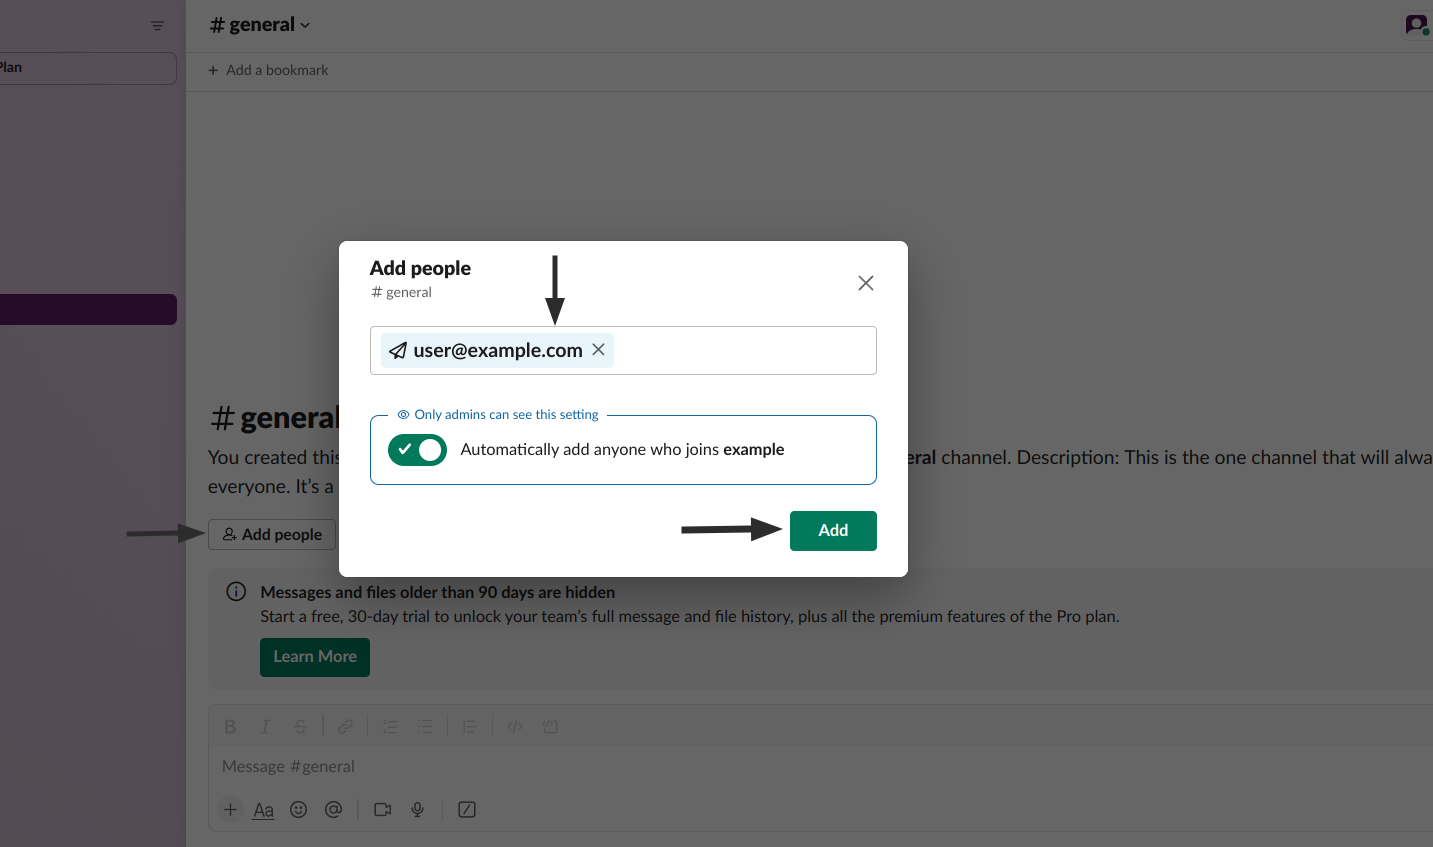 # general
Plan
+ Add a bookmark
Add people
# general
user@example.com
Only admins can see this setting
Automatically add anyone who joins example
Add
# general
You created this
eral channel. Description: This is the one channel that will alwa
everyone. It’s a
Add people
Messages and files older than 90 days are hidden
Start a free, 30-day trial to unlock your team’s full message and file history, plus all the premium features of the Pro plan.
Learn More
B I S
Message #general
+ Aa @